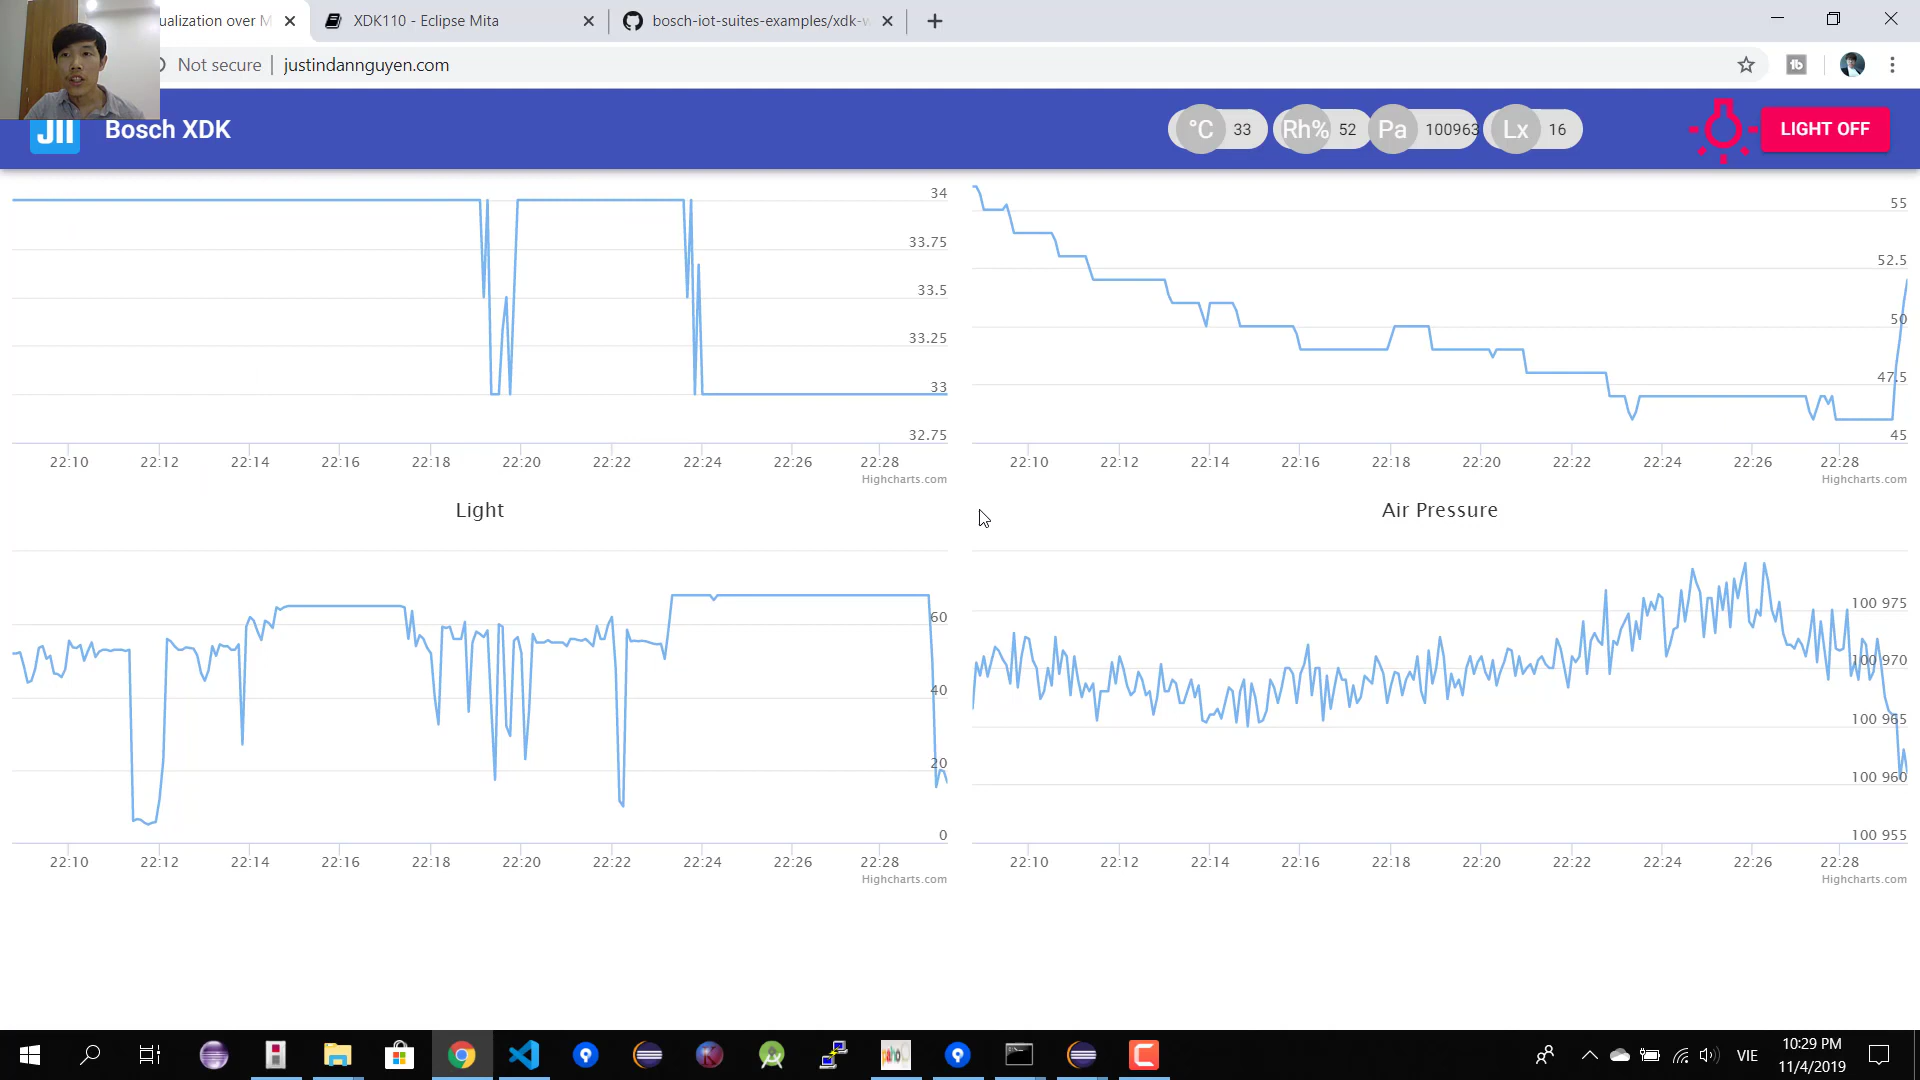 ualization over M
XDK110 - Eclipse Mita
bosch-iot-suites-examples/xdk-w
Not secure
justindannguyen.com
Bosch XDK
°C 33
Rh% 52
Pa 100963
Lx 16
LIGHT OFF
34
33.75
33.5
33.25
33
32.75
22:10 22:12 22:14 22:16 22:18 22:20 22:22 22:24 22:26 22:28
Highcharts.com
55
52.5
50
47.5
45
22:10 22:12 22:14 22:16 22:18 22:20 22:22 22:24 22:26 22:28
Highcharts.com
Light
60
40
20
0
22:10 22:12 22:14 22:16 22:18 22:20 22:22 22:24 22:26 22:28
Highcharts.com
Air Pressure
100 975
100 970
100 965
100 960
100 955
22:10 22:12 22:14 22:16 22:18 22:20 22:22 22:24 22:26 22:28
Highcharts.com
paho
VIE
10:29 PM
11/4/2019